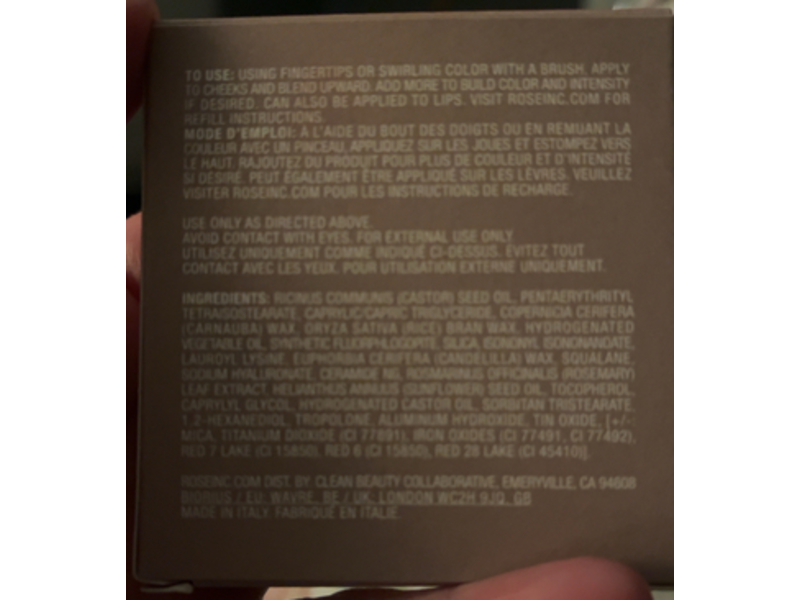 TO USE: USING FINGERTIPS OR SWIRLING COLOR WITH A BRUSH, APPLY
TO CHEEKS AND BLEND UPWARD. ADD MORE TO BUILD COLOR AND INTENSITY
IF DESIRED. CAN ALSO BE APPLIED TO LIPS. VISIT ROSEINC.COM FOR
REFILL INSTRUCTIONS.
MODE D'EMPLOI: À L'AIDE DU BOUT DES DOIGTS OU EN REMUANT LA
COULEUR AVEC UN PINCEAU, APPLIQUEZ SUR LES JOUES ET ESTOMPEZ VERS
LE HAUT. RAJOUTEZ DU PRODUIT POUR PLUS DE COULEUR ET D'INTENSITÉ
SI DÉSIRÉ. PEUT ÉGALEMENT ÊTRE APPLIQUÉ SUR LES LÈVRES. VEUILLEZ
VISITER ROSEINC.COM POUR LES INSTRUCTIONS DE RECHARGE.
USE ONLY AS DIRECTED ABOVE.
AVOID CONTACT WITH EYES. FOR EXTERNAL USE ONLY.
UTILISEZ UNIQUEMENT COMME INDIQUÉ CI-DESSUS. ÉVITEZ TOUT
CONTACT AVEC LES YEUX. POUR UTILISATION EXTERNE UNIQUEMENT.
INGREDIENTS: RICINUS COMMUNIS (CASTOR) SEED OIL, PENTAERYTHRITYL
TETRAISOSTEARATE, CAPRYLIC/CAPRIC TRIGLYCERIDE, COPERNICIA CERIFERA
(CARNAUBA) WAX, ORYZA SATIVA (RICE) BRAN WAX, HYDROGENATED
VEGETABLE OIL, SYNTHETIC FLUORPHLOGOPITE, SILICA, ISONONYL ISONONANOATE,
LAUROYL LYSINE, EUPHORBIA CERIFERA (CANDELILLA) WAX, SQUALANE,
SODIUM HYALURONATE, CERAMIDE NG, ROSMARINUS OFFICINALIS (ROSEMARY)
LEAF EXTRACT, HELIANTHUS ANNUUS (SUNFLOWER) SEED OIL, TOCOPHEROL,
CAPRYLYL GLYCOL, HYDROGENATED CASTOR OIL, SORBITAN TRISTEARATE,
1,2-HEXANEDIOL, TROPOLONE, ALUMINUM HYDROXIDE, TIN OXIDE, [+/-:
MICA, TITANIUM DIOXIDE (CI 77891), IRON OXIDES (CI 77491, CI 77492),
RED 7 LAKE (CI 15850), RED 6 (CI 15850), RED 28 LAKE (CI 45410)].
ROSEINC.COM DIST. BY: CLEAN BEAUTY COLLABORATIVE, EMERYVILLE, CA 94608
BIORIUS / EU: WAVRE, BE / UK, LONDON WC2H 9JQ, GB
MADE IN ITALY. FABRIQUÉ EN ITALIE.